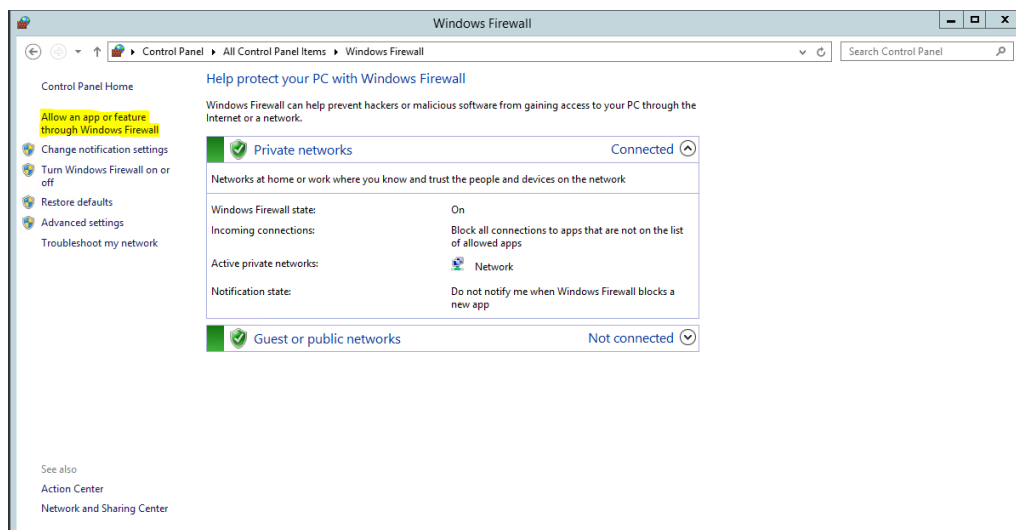 Windows Firewall
Control Panel ▸ All Control Panel Items ▸ Windows Firewall
Search Control Panel
Control Panel Home
Allow an app or feature
through Windows Firewall
Change notification settings
Turn Windows Firewall on or
off
Restore defaults
Advanced settings
Troubleshoot my network
See also
Action Center
Network and Sharing Center
Help protect your PC with Windows Firewall
Windows Firewall can help prevent hackers or malicious software from gaining access to your PC through the
Internet or a network.
Private networks Connected
Networks at home or work where you know and trust the people and devices on the network
Windows Firewall state: On
Incoming connections: Block all connections to apps that are not on the list
of allowed apps
Active private networks: Network
Notification state: Do not notify me when Windows Firewall blocks a
new app
Guest or public networks Not connected